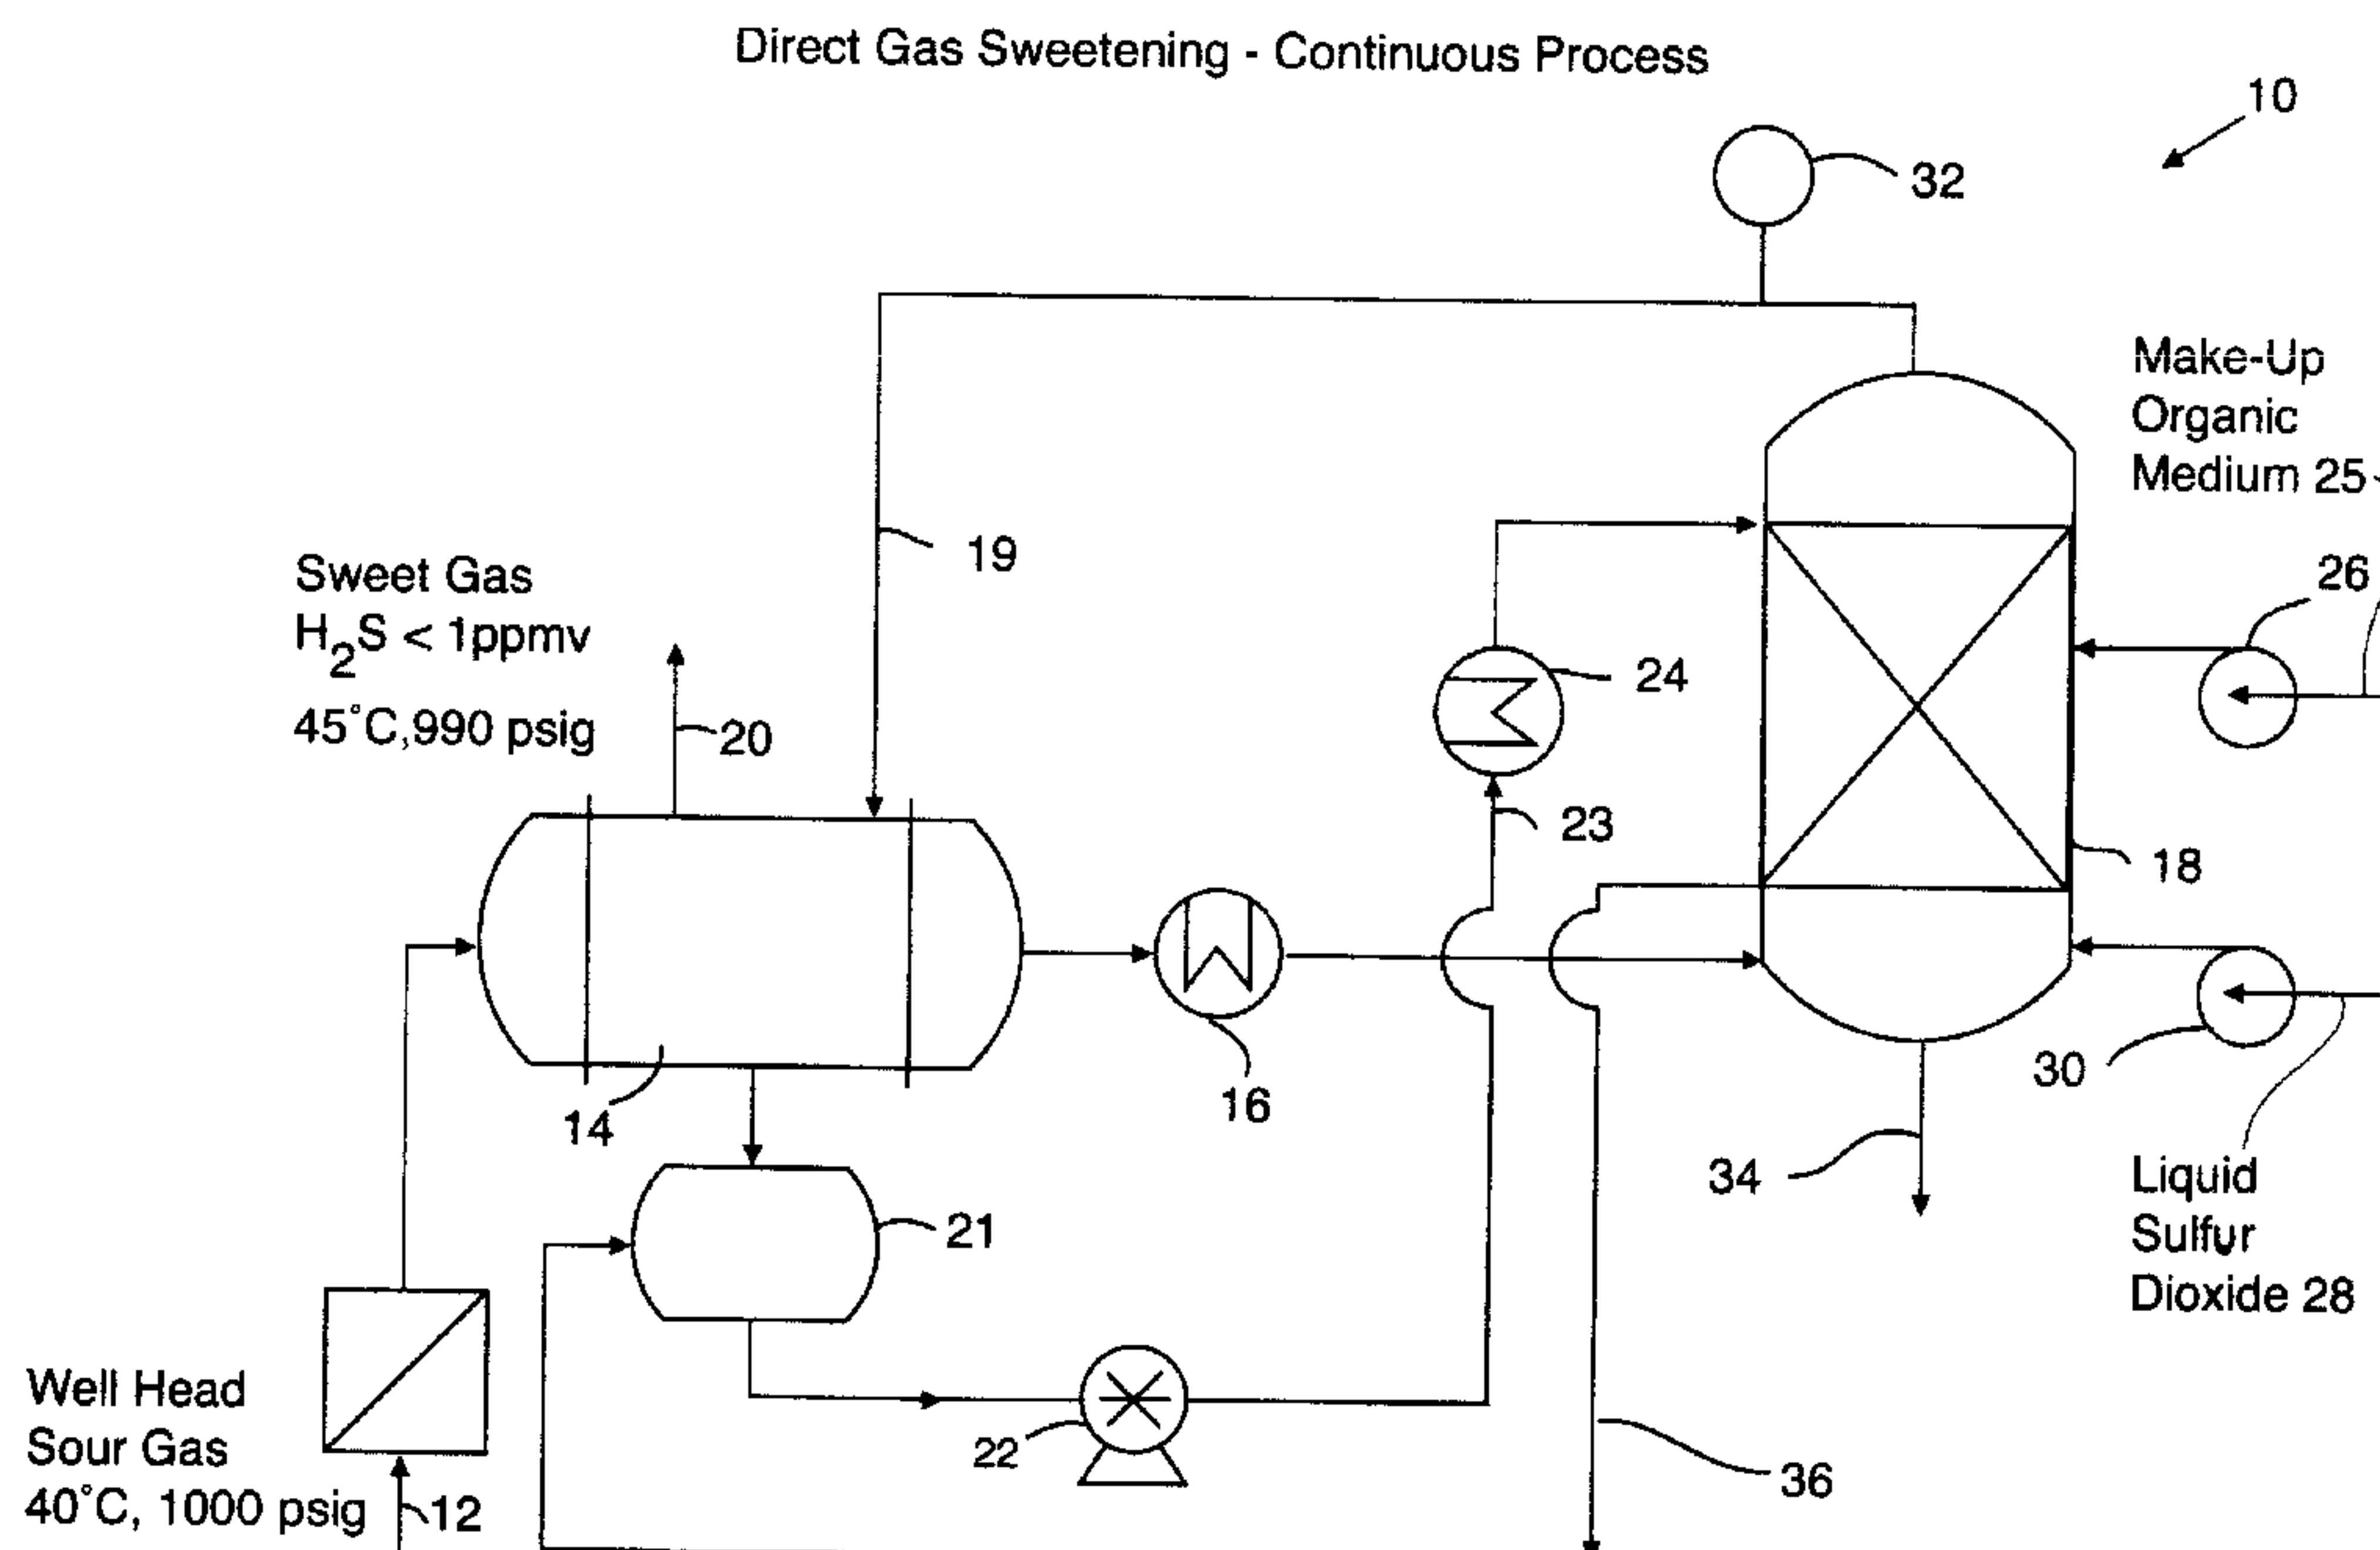 Direct Gas Sweetening - Continuous Process
10
32
Make-Up
Organic
Medium 25
19
Sweet Gas
H2S < 1ppmv
45°C,990 psig
20
26
24
23
18
14
16
30
34
21
Liquid
Sulfur
Dioxide 28
Well Head
Sour Gas
40°C, 1000 psig
12
22
36